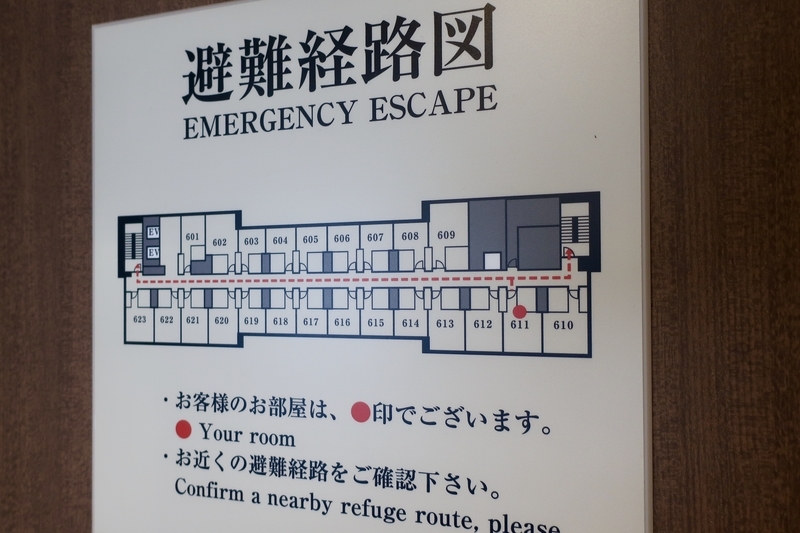 避難経路図
EMERGENCY ESCAPE
EV
EV
601 602 603 604 605 606 607 608 609
623 622 621 620 619 618 617 616 615 614 613 612 611 610
・お客様のお部屋は、●印でございます。
● Your room
・お近くの避難経路をご確認下さい。
Confirm a nearby refuge route, please